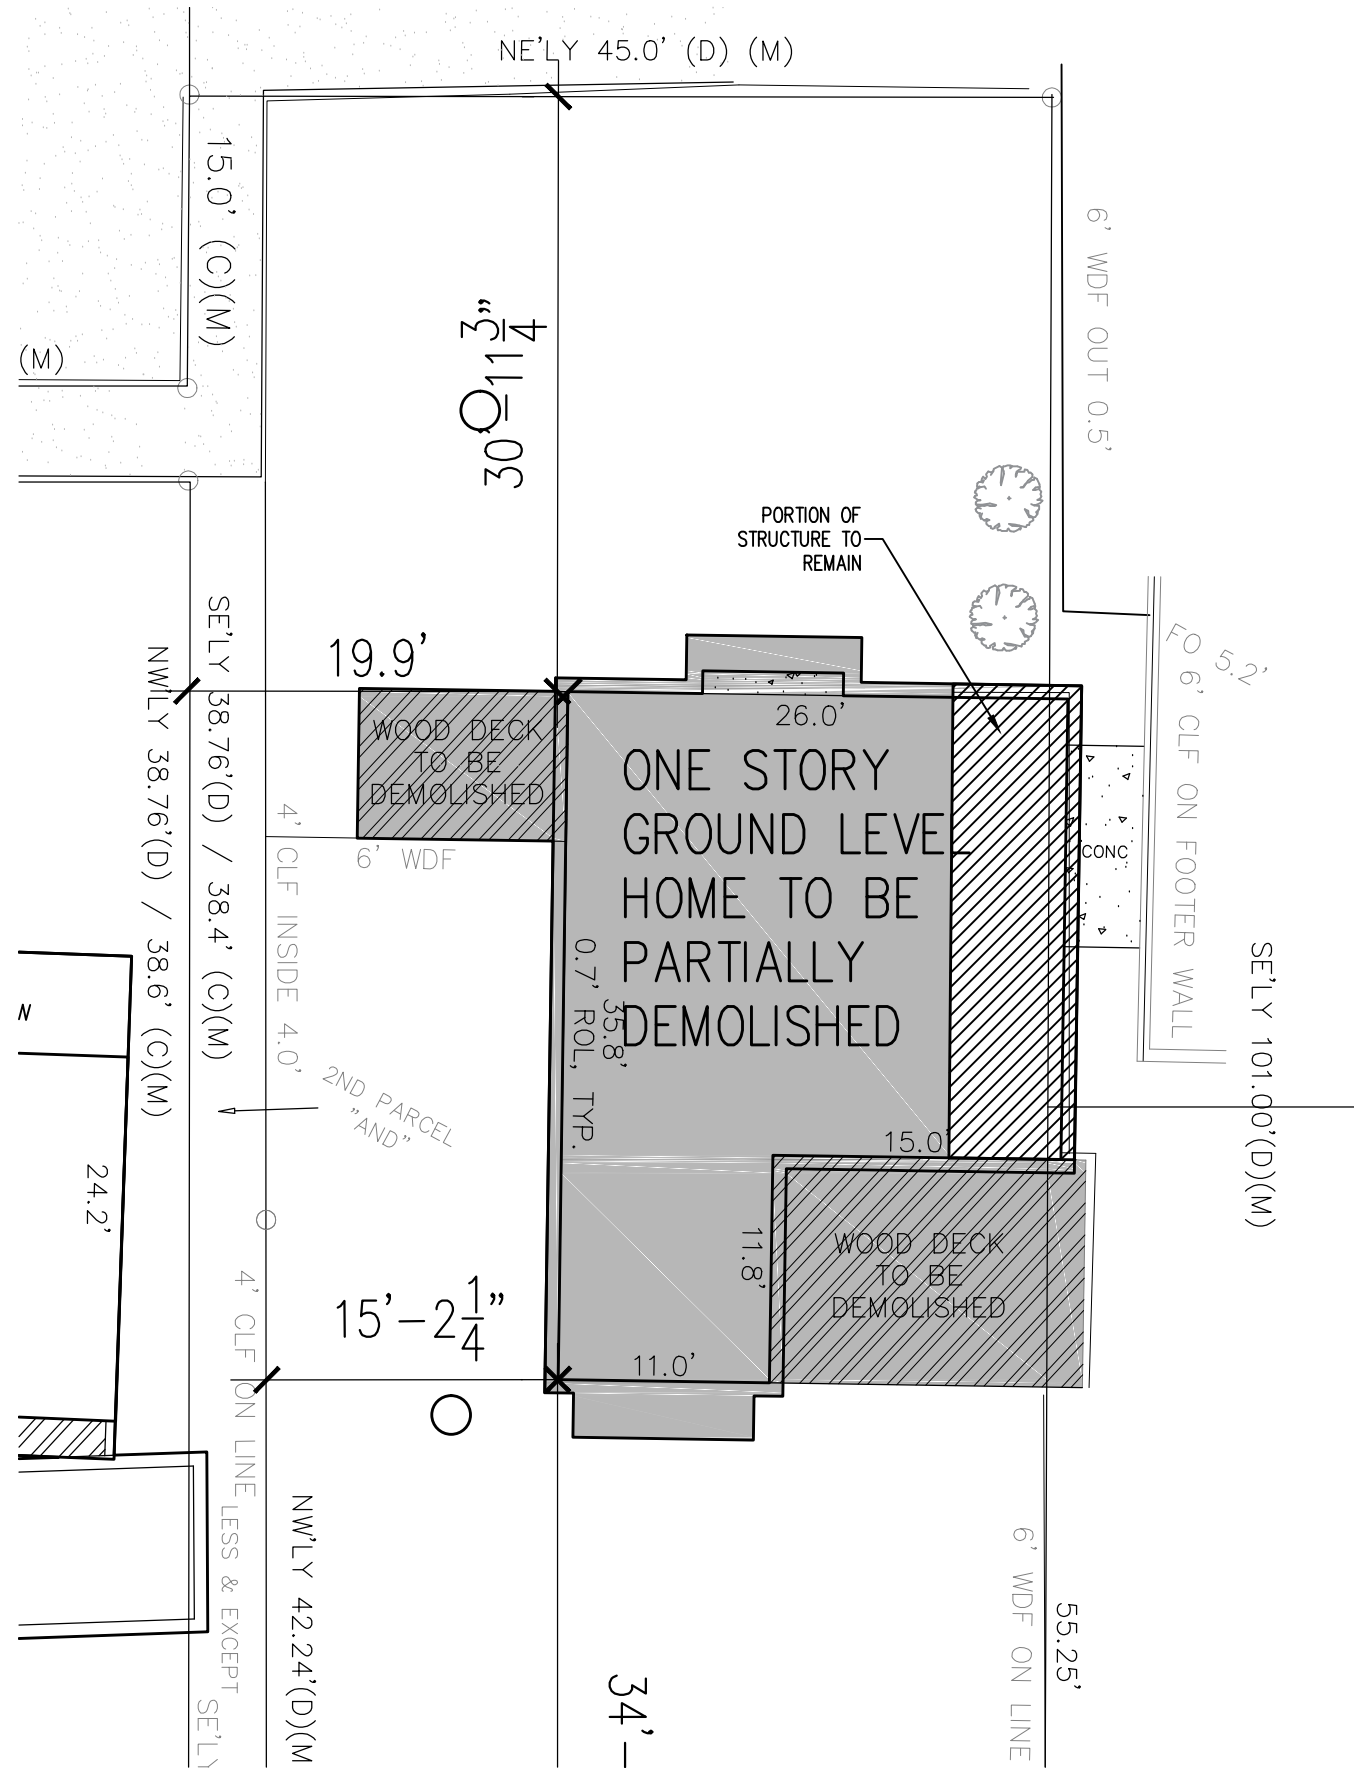 NE'LY 45.0' (D) (M)
15.0' (C)(M)
(M)
30'-11 3/4"
6' WDF OUT 0.5'
PORTION OF
STRUCTURE TO
REMAIN
FO 5.2'
6' CLF ON FOOTER WALL
SE'LY 38.76'(D) / 38.4' (C)(M)
NW'LY 38.76'(D) / 38.6' (C)(M)
19.9'
WOOD DECK
TO BE
DEMOLISHED
26.0'
ONE STORY
GROUND LEVEL
HOME TO BE
PARTIALLY
DEMOLISHED
CONC
4' CLF INSIDE 4.0'
6' WDF
0.7' ROL, TYP.
35.8'
SE'LY 101.00'(D)(M)
N
2ND PARCEL
"AND"
15.0'
24.2'
11.8'
WOOD DECK
TO BE
DEMOLISHED
15'-2 1/4"
11.0'
4' CLF ON LINE
LESS & EXCEPT
NW'LY 42.24'(D)(M
6' WDF ON LINE
55.25'
34'-
SE'LY